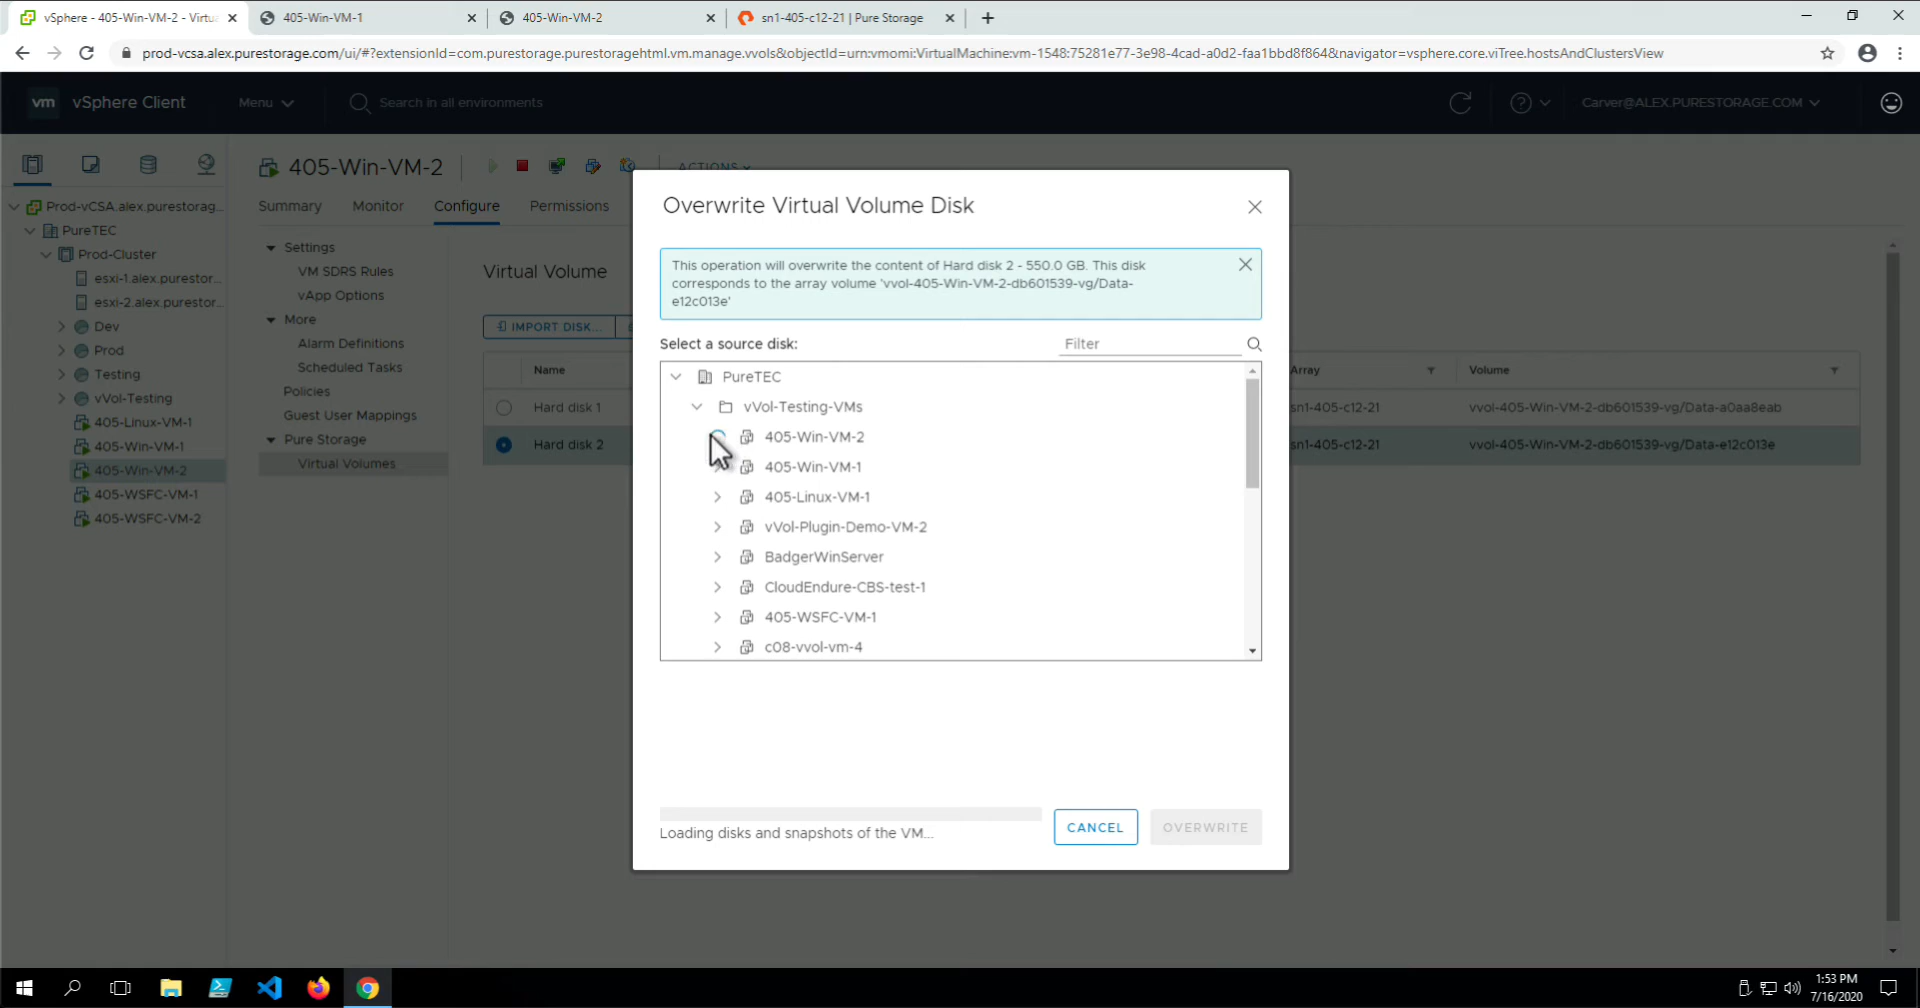 vSphere - 405-Win-VM-2 - Virtu
405-Win-VM-1
405-Win-VM-2
sn1-405-c12-21 | Pure Storage
prod-vcsa.alex.purestorage.com/ui/#?extensionId=com.purestorage.purestoragehtml.vm.manage.vvols&objectId=urn:vmomi:VirtualMachine:vm-1548:75281e77-3e98-4cad-a0d2-faa1bbd8f864&navigator=vsphere.core.viTree.hostsAndClustersView
vm
vSphere Client
Menu
Search in all environments
Carver@ALEX.PURESTORAGE.COM
Prod-vCSA.alex.purestorag...
PureTEC
Prod-Cluster
esxi-1.alex.purestor...
esxi-2.alex.purestor...
Dev
Prod
Testing
vVol-Testing
405-Linux-VM-1
405-Win-VM-1
405-Win-VM-2
405-WSFC-VM-1
405-WSFC-VM-2
405-Win-VM-2
ACTIONS
Summary
Monitor
Configure
Permissions
Settings
VM SDRS Rules
vApp Options
More
Alarm Definitions
Scheduled Tasks
Policies
Guest User Mappings
Pure Storage
Virtual Volumes
Virtual Volume
IMPORT DISK...
Name
Array
Volume
Hard disk 1
sn1-405-c12-21
vvol-405-Win-VM-2-db601539-vg/Data-a0aa8eab
Hard disk 2
sn1-405-c12-21
vvol-405-Win-VM-2-db601539-vg/Data-e12c013e
Overwrite Virtual Volume Disk
This operation will overwrite the content of Hard disk 2 - 550.0 GB. This disk
corresponds to the array volume 'vvol-405-Win-VM-2-db601539-vg/Data-
e12c013e'
Select a source disk:
Filter
PureTEC
vVol-Testing-VMs
405-Win-VM-2
405-Win-VM-1
405-Linux-VM-1
vVol-Plugin-Demo-VM-2
BadgerWinServer
CloudEndure-CBS-test-1
405-WSFC-VM-1
c08-vvol-vm-4
Loading disks and snapshots of the VM...
CANCEL
OVERWRITE
1:53 PM
7/16/2020